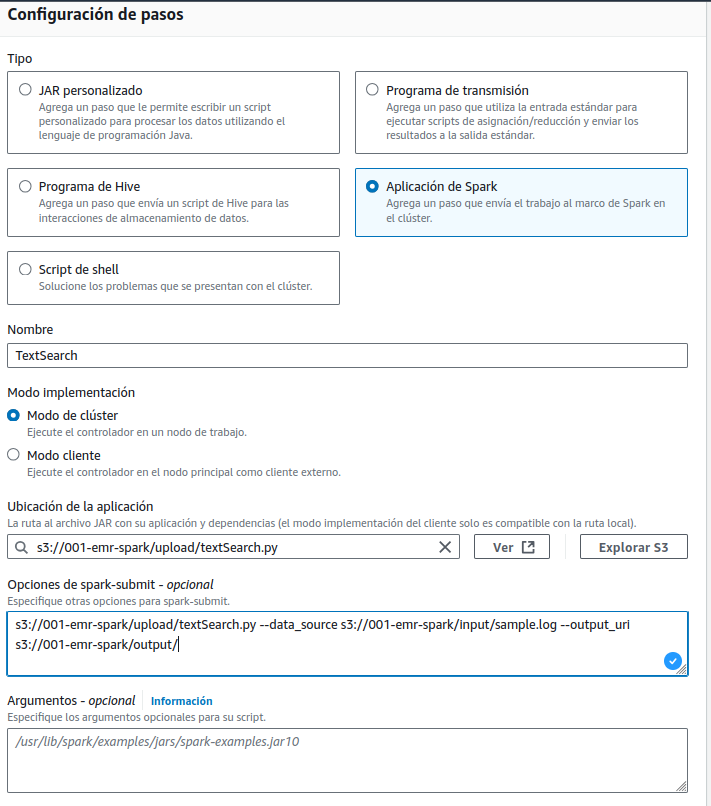 Configuración de pasos
Tipo
JAR personalizado
Agrega un paso que le permite escribir un script
personalizado para procesar los datos utilizando el
lenguaje de programación Java.
Programa de transmisión
Agrega un paso que utiliza la entrada estándar para
ejecutar scripts de asignación/reducción y enviar los
resultados a la salida estándar.
Programa de Hive
Agrega un paso que envía un script de Hive para las
interacciones de almacenamiento de datos.
Aplicación de Spark
Agrega un paso que envía el trabajo al marco de Spark en
el clúster.
Script de shell
Solucione los problemas que se presentan con el clúster.
Nombre
TextSearch
Modo implementación
Modo de clúster
Ejecute el controlador en un nodo de trabajo.
Modo cliente
Ejecute el controlador en el nodo principal como cliente externo.
Ubicación de la aplicación
La ruta al archivo JAR con su aplicación y dependencias (el modo implementación del cliente solo es compatible con la ruta local).
s3://001-emr-spark/upload/textSearch.py
Ver
Explorar S3
Opciones de spark-submit - opcional
Especifique otras opciones para spark-submit.
s3://001-emr-spark/upload/textSearch.py --data_source s3://001-emr-spark/input/sample.log --output_uri
s3://001-emr-spark/output/
Argumentos - opcional Información
Especifique los argumentos opcionales para su script.
/usr/lib/spark/examples/jars/spark-examples.jar10